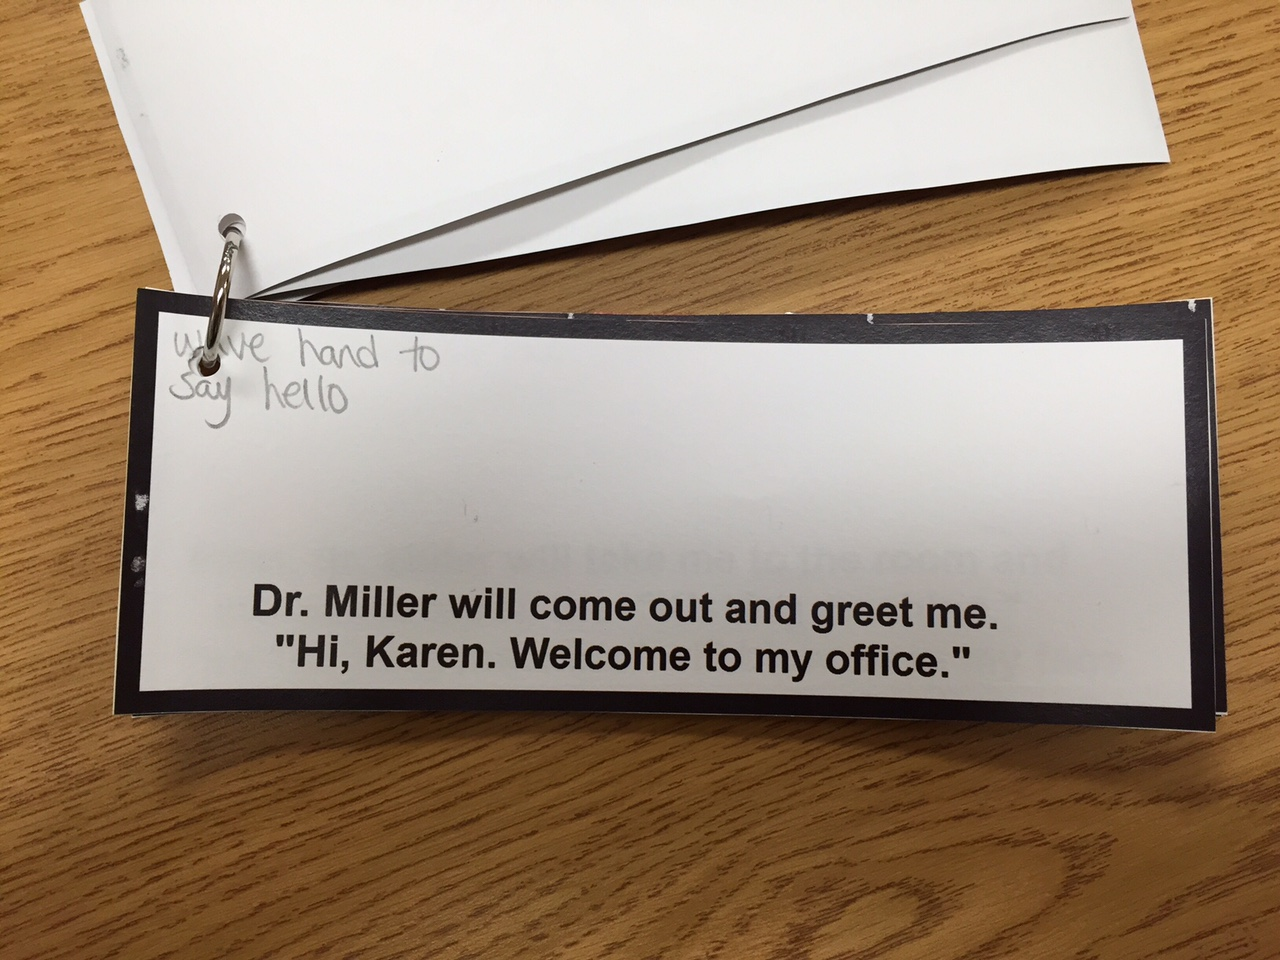 wave hand to
say hello
Dr. Miller will come out and greet me.
"Hi, Karen. Welcome to my office."